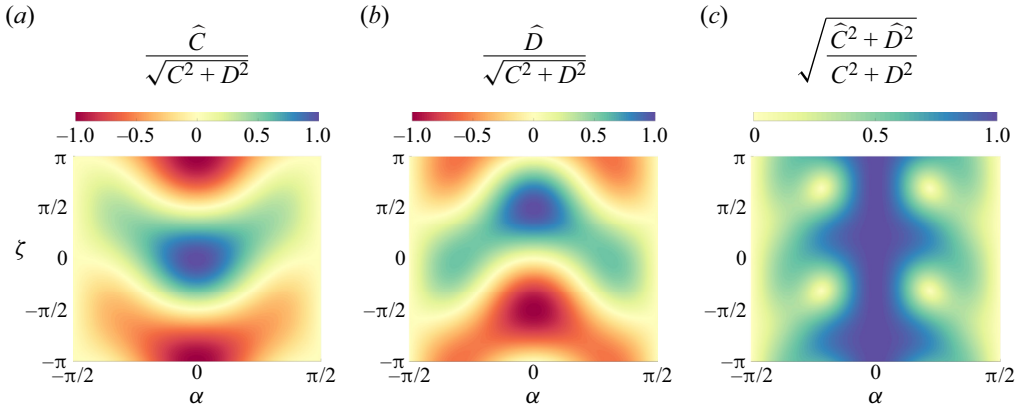 (a) (b) (c)
Ĉ / √(C² + D²) D̂ / √(C² + D²) √((Ĉ² + D̂²) / (C² + D²))
−1.0 −0.5 0 0.5 1.0 −1.0 −0.5 0 0.5 1.0 0 0.5 1.0
π π π
π/2 π/2 π/2
ζ 0 0 0
−π/2 −π/2 −π/2
−π −π −π
−π/2 0 π/2 −π/2 0 π/2 −π/2 0 π/2
α α α